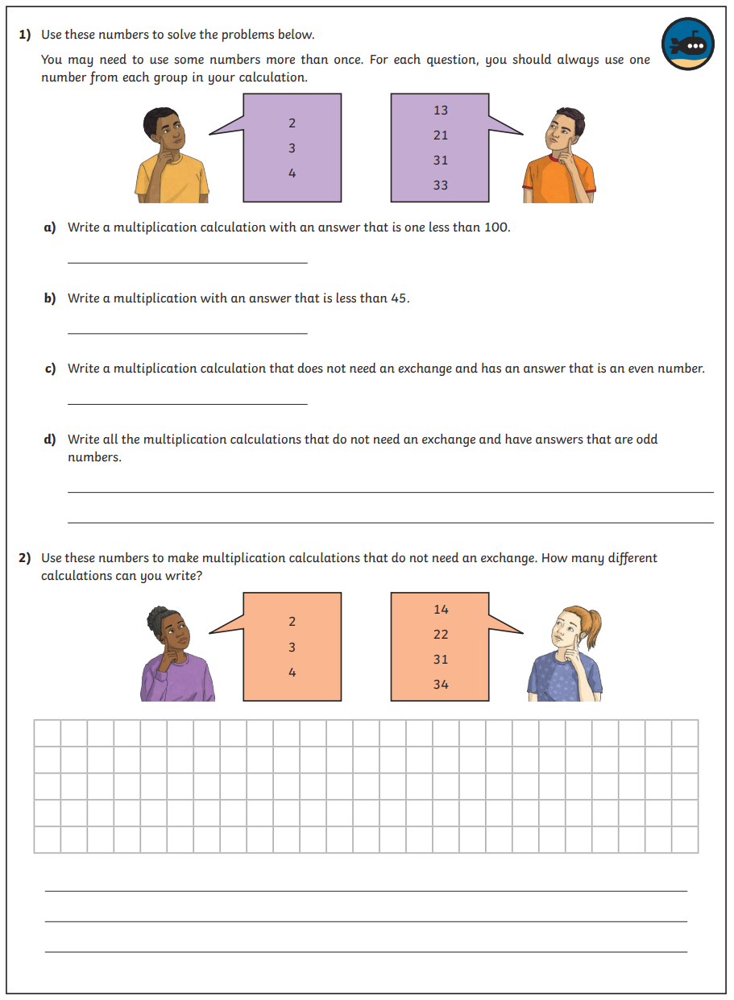 1) Use these numbers to solve the problems below.
You may need to use some numbers more than once. For each question, you should always use one
number from each group in your calculation.
2
3
4
13
21
31
33
a) Write a multiplication calculation with an answer that is one less than 100.
b) Write a multiplication with an answer that is less than 45.
c) Write a multiplication calculation that does not need an exchange and has an answer that is an even number.
d) Write all the multiplication calculations that do not need an exchange and have answers that are odd
numbers.
2) Use these numbers to make multiplication calculations that do not need an exchange. How many different
calculations can you write?
2
3
4
14
22
31
34